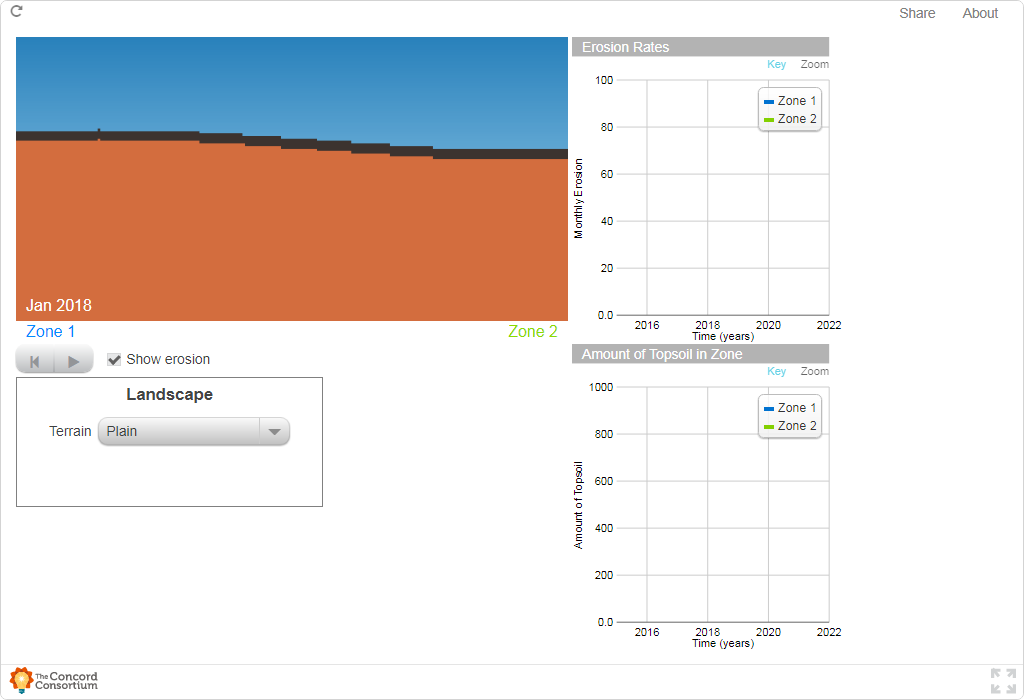 Share About
Erosion Rates
Key Zoom
100
80
60
40
20
0.0
Monthly Erosion
Zone 1
Zone 2
2016 2018 2020 2022
Time (years)
Jan 2018
Zone 1 Zone 2
Show erosion
Landscape
Terrain Plain
Amount of Topsoil in Zone
Key Zoom
1000
800
600
400
200
0.0
Amount of Topsoil
Zone 1
Zone 2
2016 2018 2020 2022
Time (years)
The Concord
Consortium